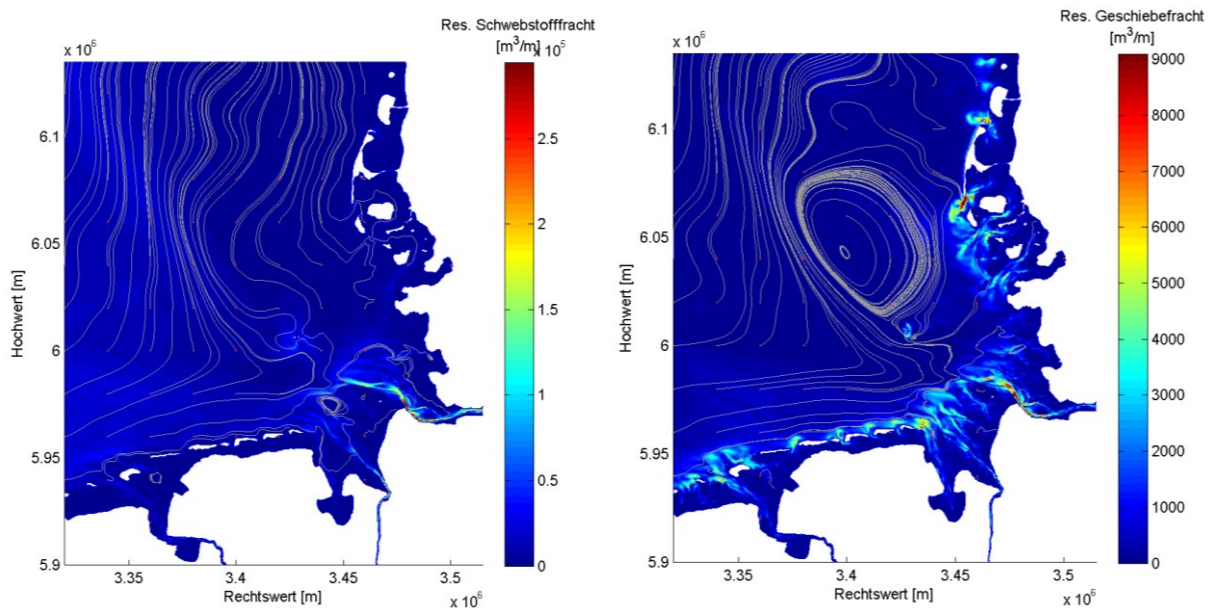 Res. Schwebstofffracht
[m³/m]
x 10⁶
x 10⁵
6.1
6.05
6
5.95
5.9
Hochwert [m]
3.35
3.4
3.45
3.5
Rechtswert [m]
x 10⁶
2.5
2
1.5
1
0.5
0
Res. Geschiebefracht
[m³/m]
x 10⁶
6.1
6.05
6
5.95
5.9
Hochwert [m]
3.35
3.4
3.45
3.5
Rechtswert [m]
x 10⁶
9000
8000
7000
6000
5000
4000
3000
2000
1000
0